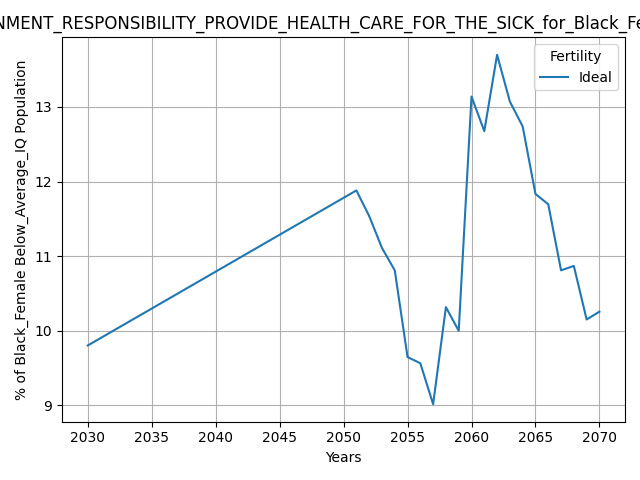 NMENT_RESPONSIBILITY_PROVIDE_HEALTH_CARE_FOR_THE_SICK_for_Black_Fe
Fertility
Ideal
% of Black_Female Below_Average_IQ Population
13
12
11
10
9
2030 2035 2040 2045 2050 2055 2060 2065 2070
Years